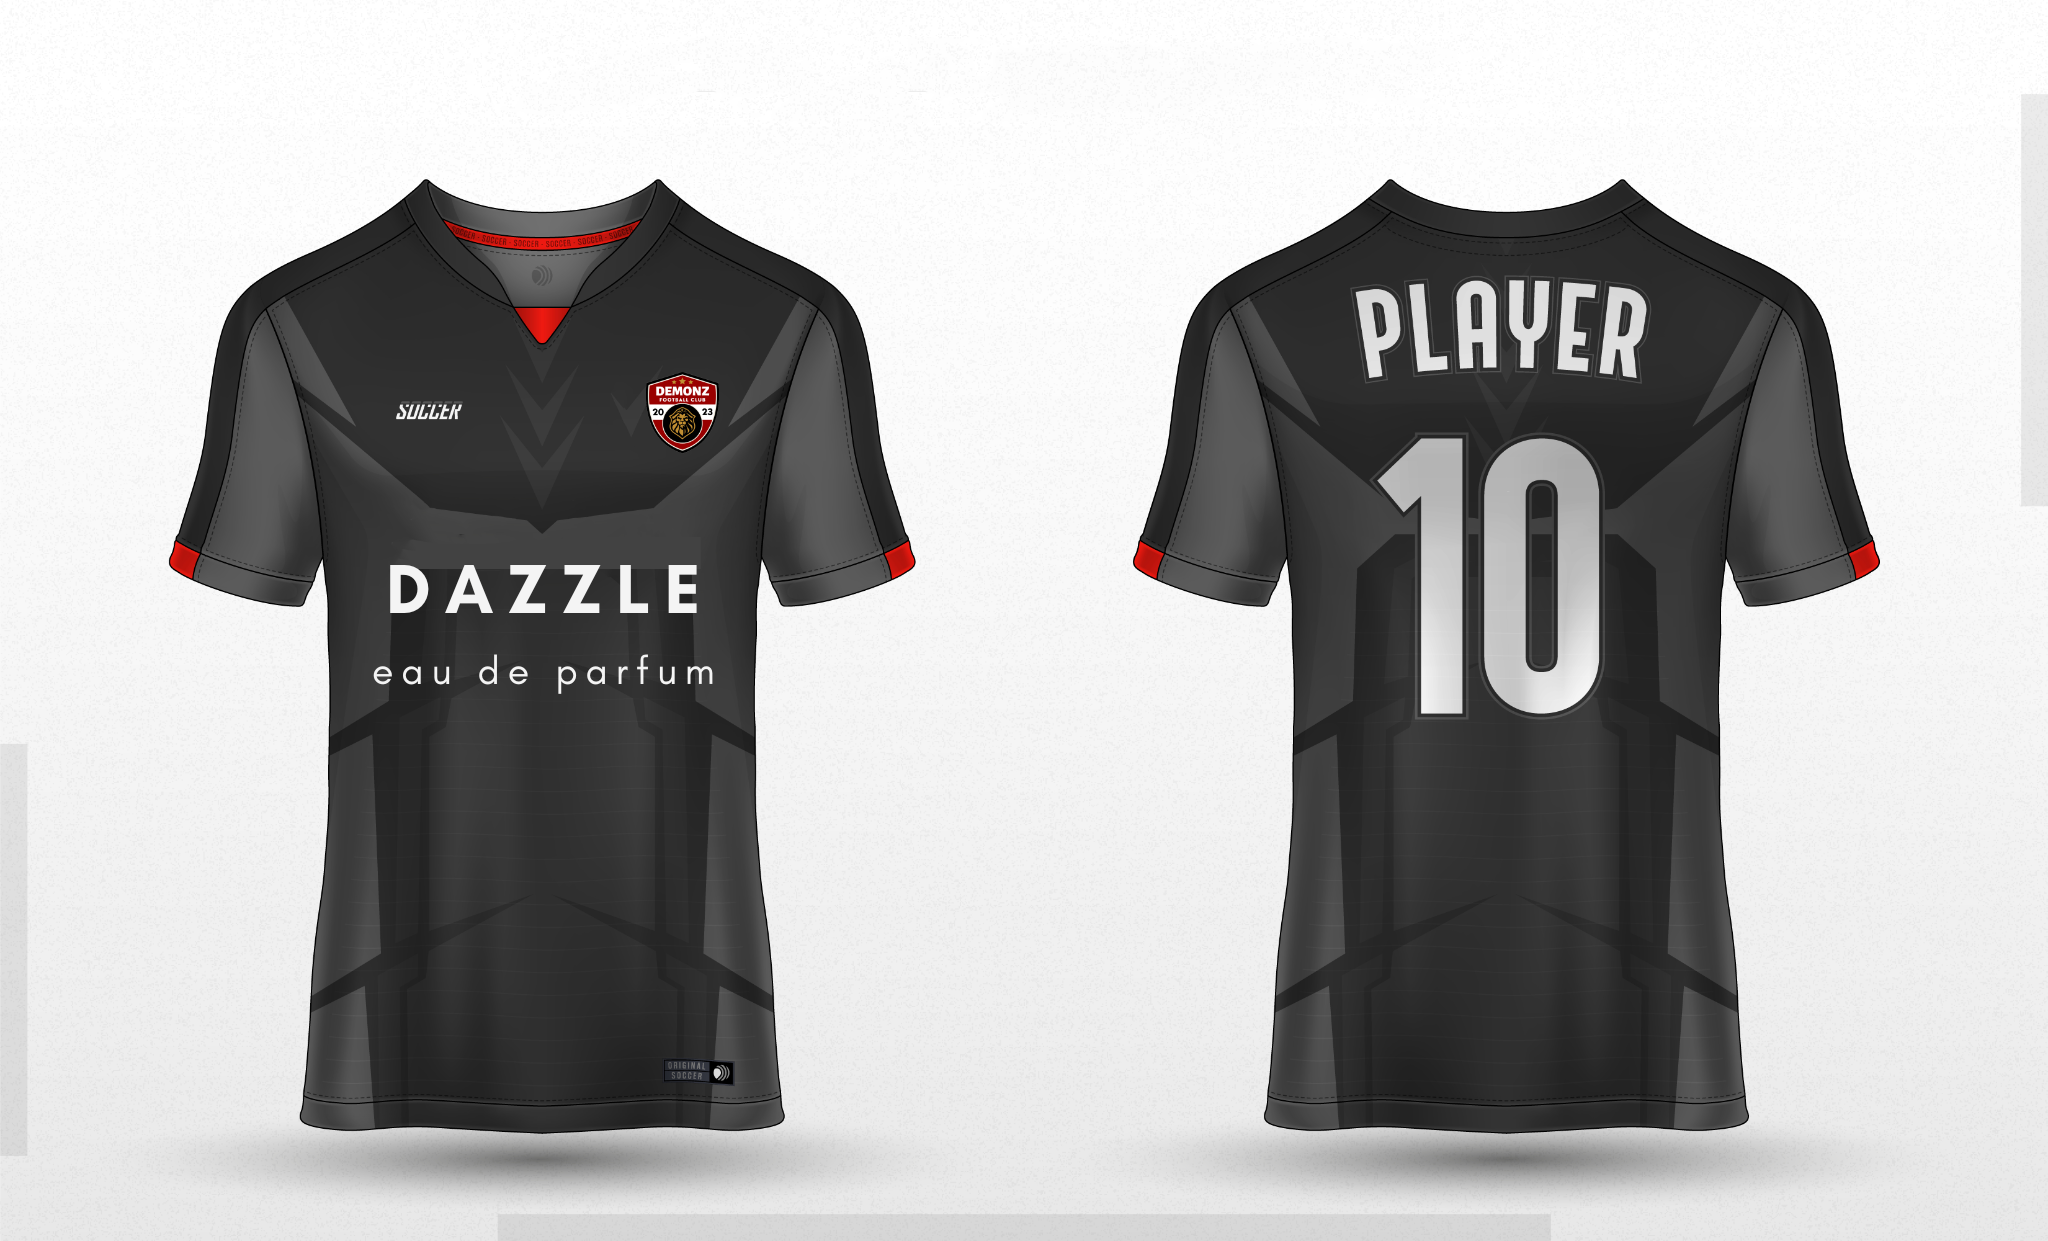 SOCCER - SOCCER - SOCCER - SOCCER - SOCCER
SOCCER
DEMONZ
FOOTBALL CLUB
20 23
DAZZLE
eau de parfum
ORIGINAL
SOCCER
PLAYER
10